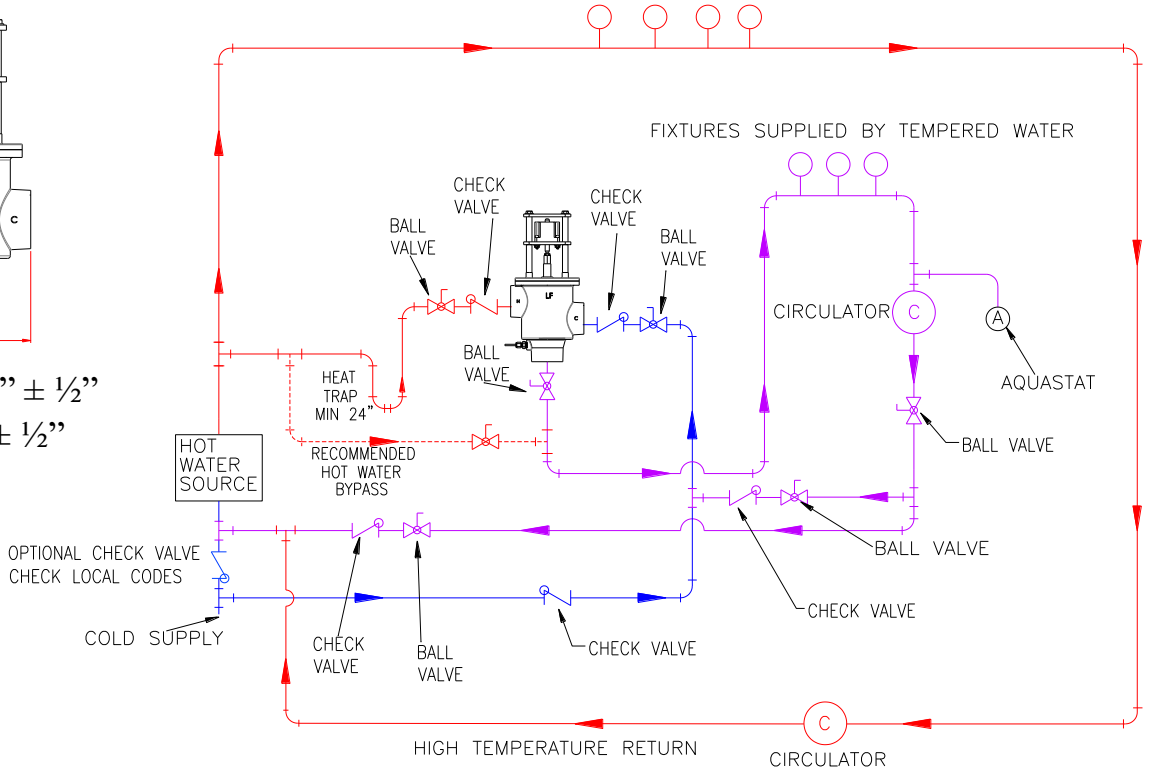 FIXTURES SUPPLIED BY TEMPERED WATER
CHECK
VALVE
CHECK
VALVE
BALL
VALVE
BALL
VALVE
C
H
LF
C
CIRCULATOR
C
A
AQUASTAT
BALL
VALVE
HEAT
TRAP
MIN 24"
” ± ½”
± ½”
BALL VALVE
HOT
WATER
SOURCE
RECOMMENDED
HOT WATER
BYPASS
OPTIONAL CHECK VALVE
CHECK LOCAL CODES
BALL VALVE
CHECK VALVE
COLD SUPPLY
CHECK
VALVE
BALL
VALVE
CHECK VALVE
C
HIGH TEMPERATURE RETURN
CIRCULATOR